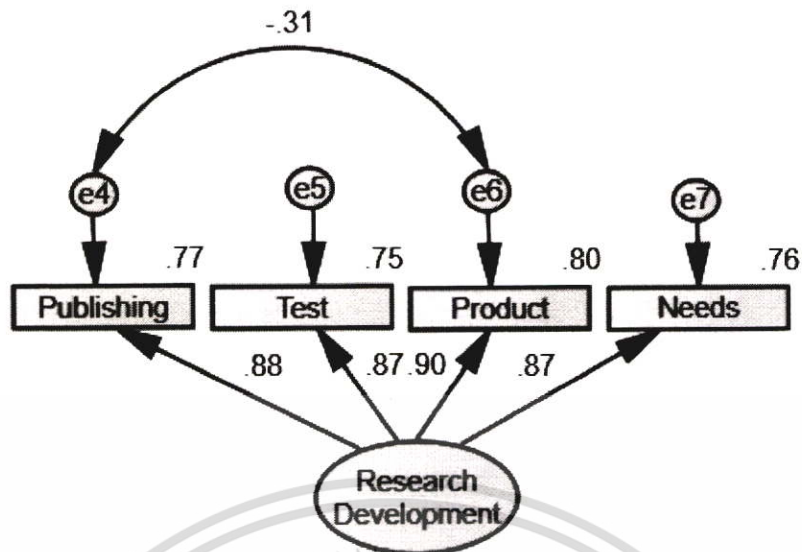 -.31
e4 e5 e6 e7
.77 .75 .80 .76
Publishing Test Product Needs
.88 .87 .90 .87
Research
Development